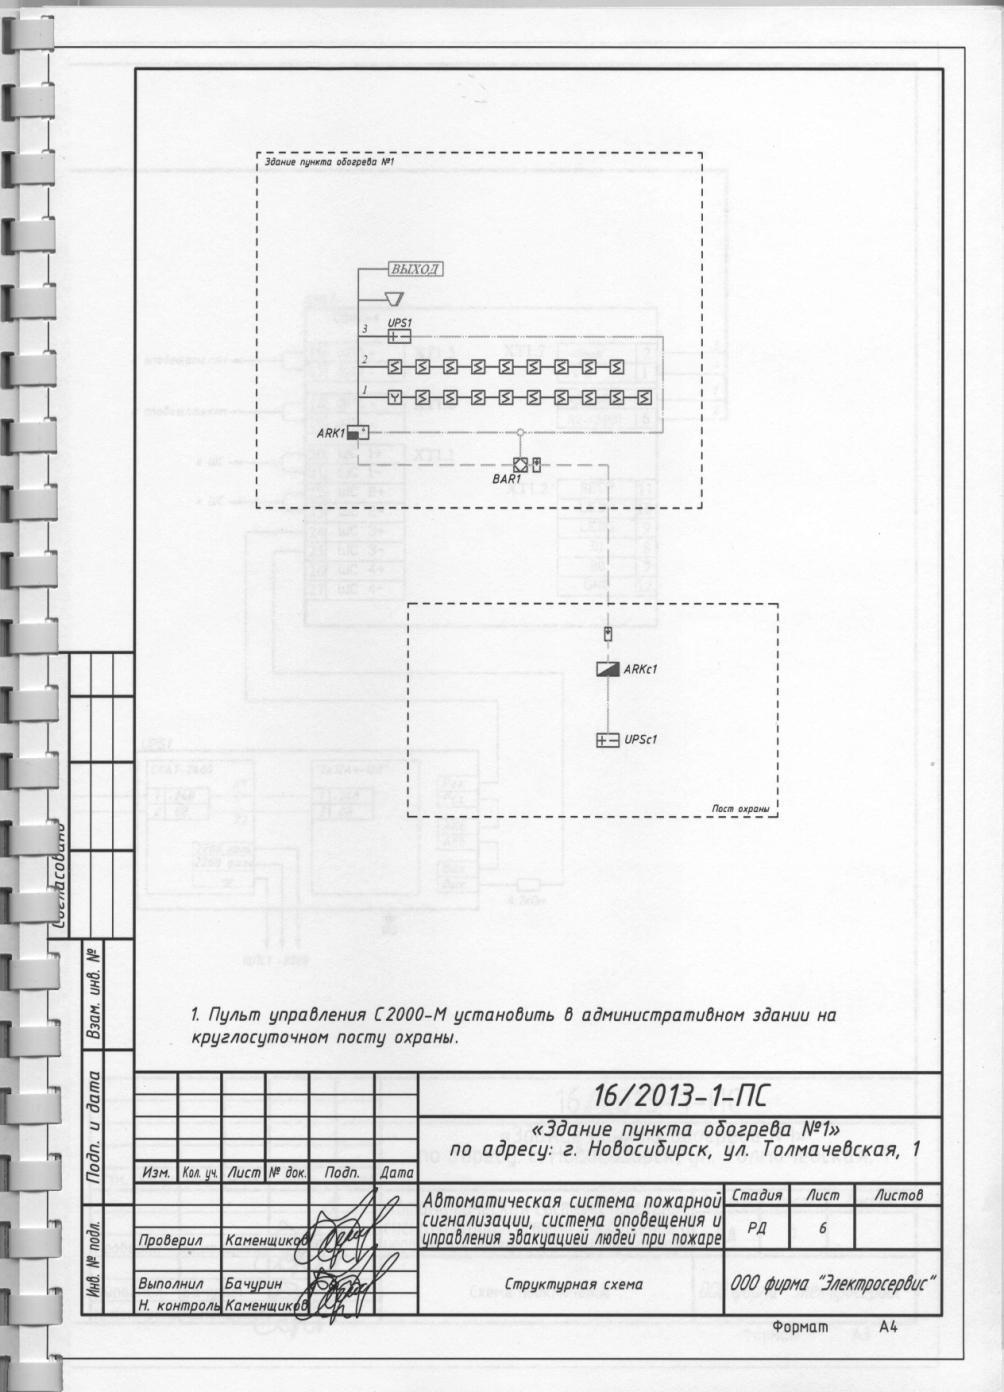 Здание пункта обогрева №1
ВЫХОД
UPS1
3
2
1
ARK1
BAR1
ARKc1
UPSc1
Пост охраны
1. Пульт управления С2000-М установить в административном здании на
круглосуточном посту охраны.
Согласовано
Взам. инв. №
Подп. и дата
Инв. № подл.
16/2013-1-ПС
«Здание пункта обогрева №1»
по адресу: г. Новосибирск, ул. Толмачевская, 1
Изм. Кол. уч. Лист № док. Подп. Дата
Автоматическая система пожарной
сигнализации, система оповещения и
управления эвакуацией людей при пожаре
Стадия Лист Листов
РД 6
Проверил Каменщиков
Выполнил Бачурин
Н. контроль Каменщиков
Структурная схема
ООО фирма "Электросервис"
Формат А4